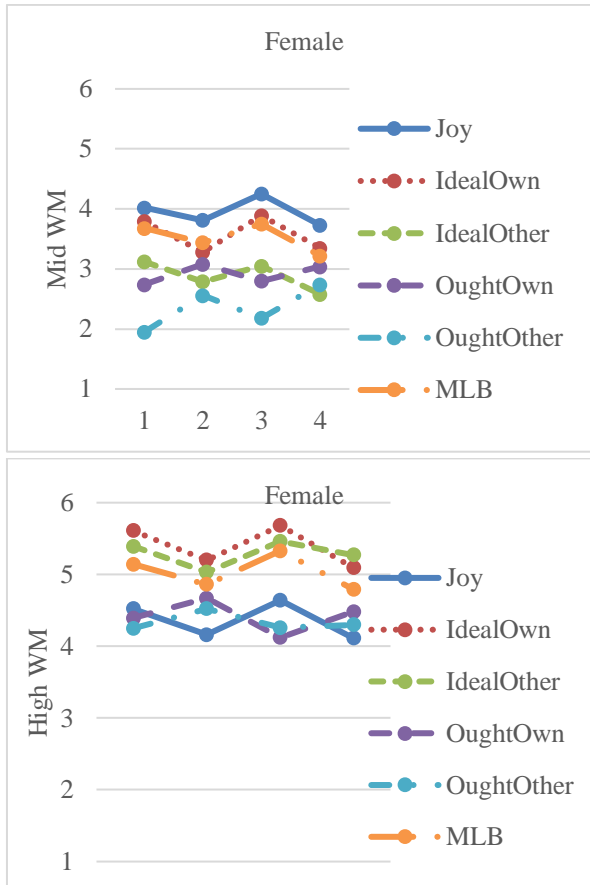 Female
6
5
4
3
2
1
Mid WM
1 2 3 4
Joy
IdealOwn
IdealOther
OughtOwn
OughtOther
MLB
Female
6
5
4
3
2
1
High WM
Joy
IdealOwn
IdealOther
OughtOwn
OughtOther
MLB